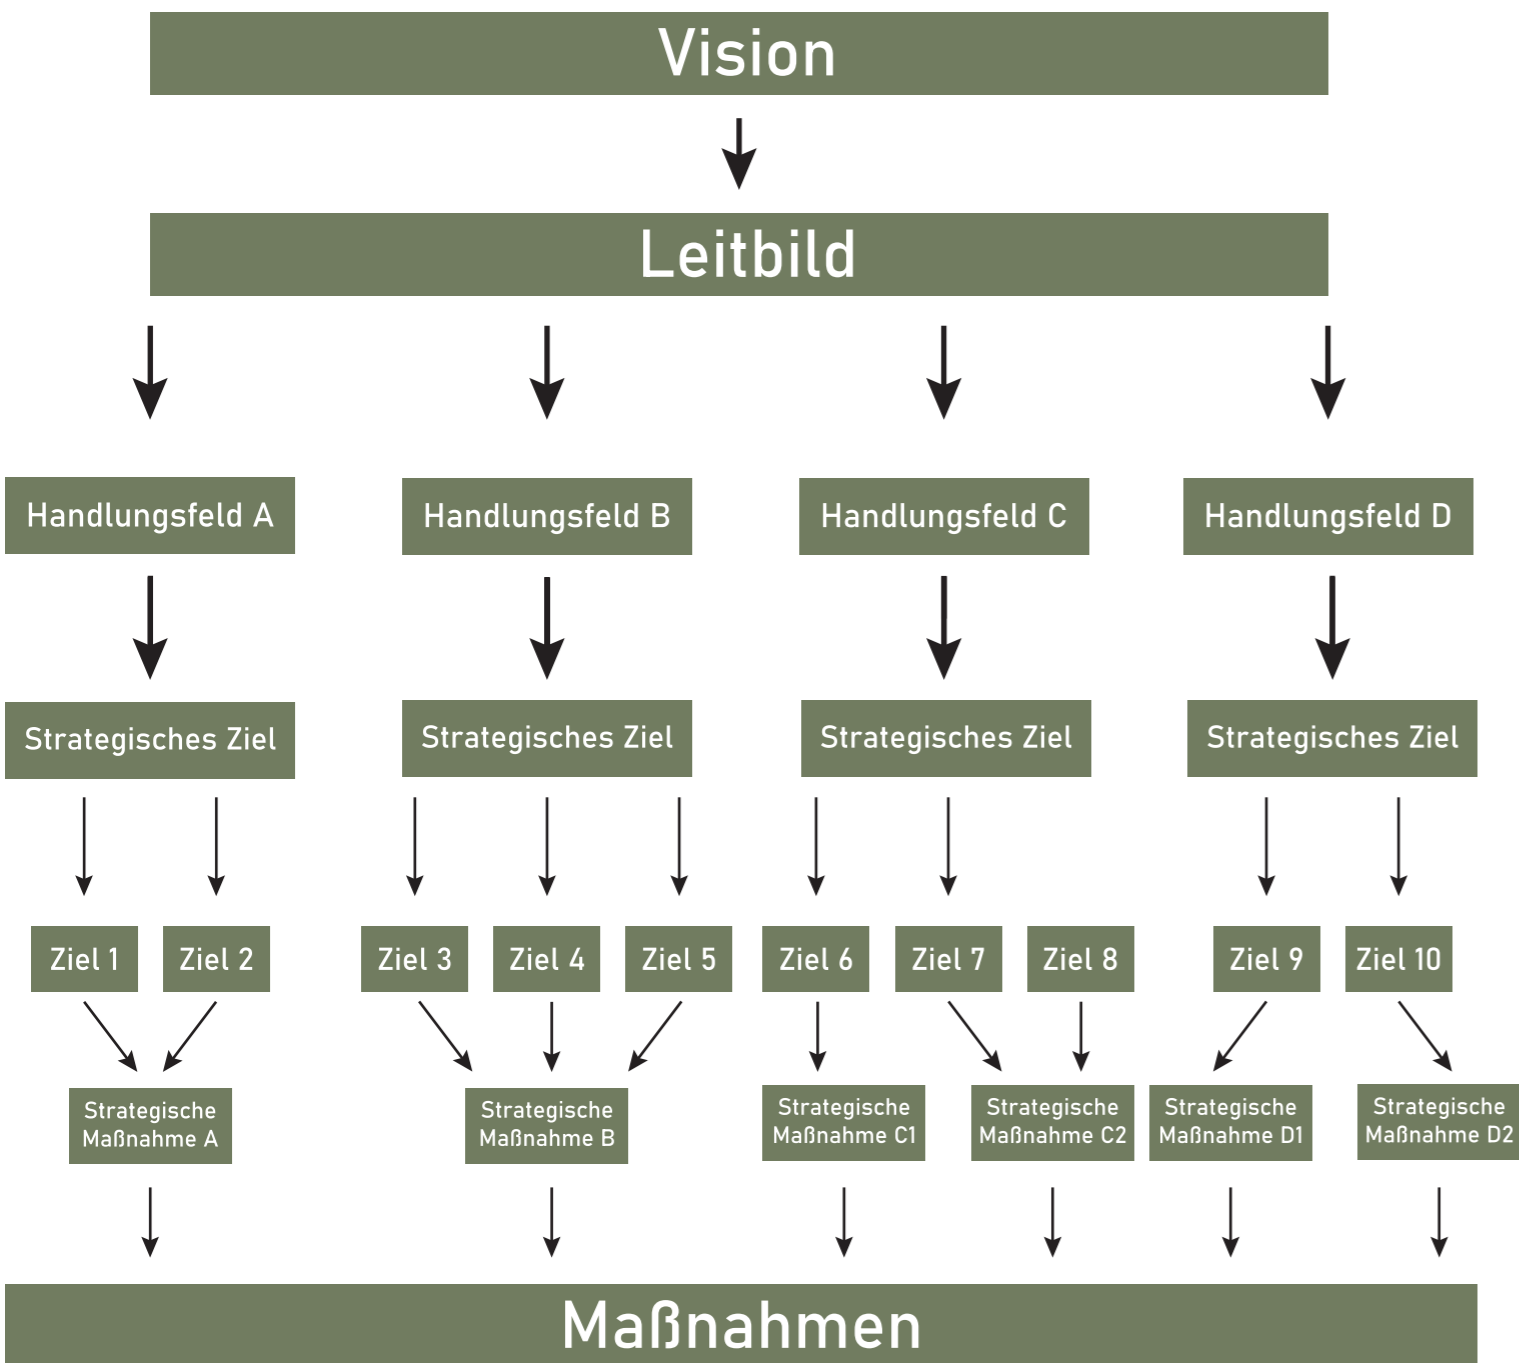 Vision
Leitbild
Handlungsfeld A
Handlungsfeld B
Handlungsfeld C
Handlungsfeld D
Strategisches Ziel
Strategisches Ziel
Strategisches Ziel
Strategisches Ziel
Ziel 1
Ziel 2
Ziel 3
Ziel 4
Ziel 5
Ziel 6
Ziel 7
Ziel 8
Ziel 9
Ziel 10
Strategische
Maßnahme A
Strategische
Maßnahme B
Strategische
Maßnahme C1
Strategische
Maßnahme C2
Strategische
Maßnahme D1
Strategische
Maßnahme D2
Maßnahmen